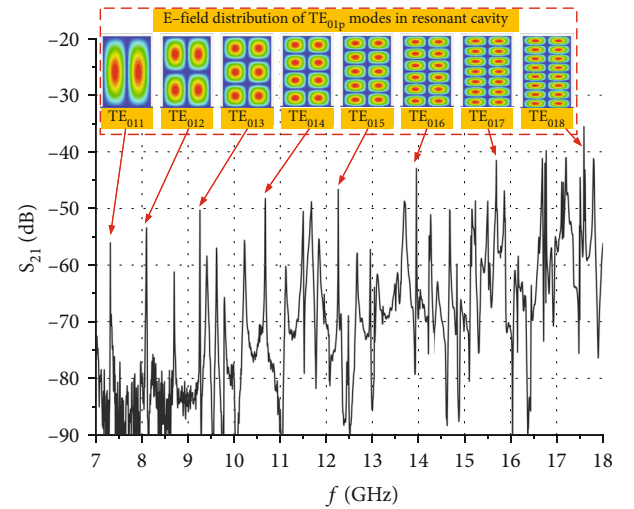 E–field distribution of TE01p modes in resonant cavity
TE011 TE012 TE013 TE014 TE015 TE016 TE017 TE018
–20
–30
–40
–50
–60
–70
–80
–90
S21 (dB)
7 8 9 10 11 12 13 14 15 16 17 18
f (GHz)